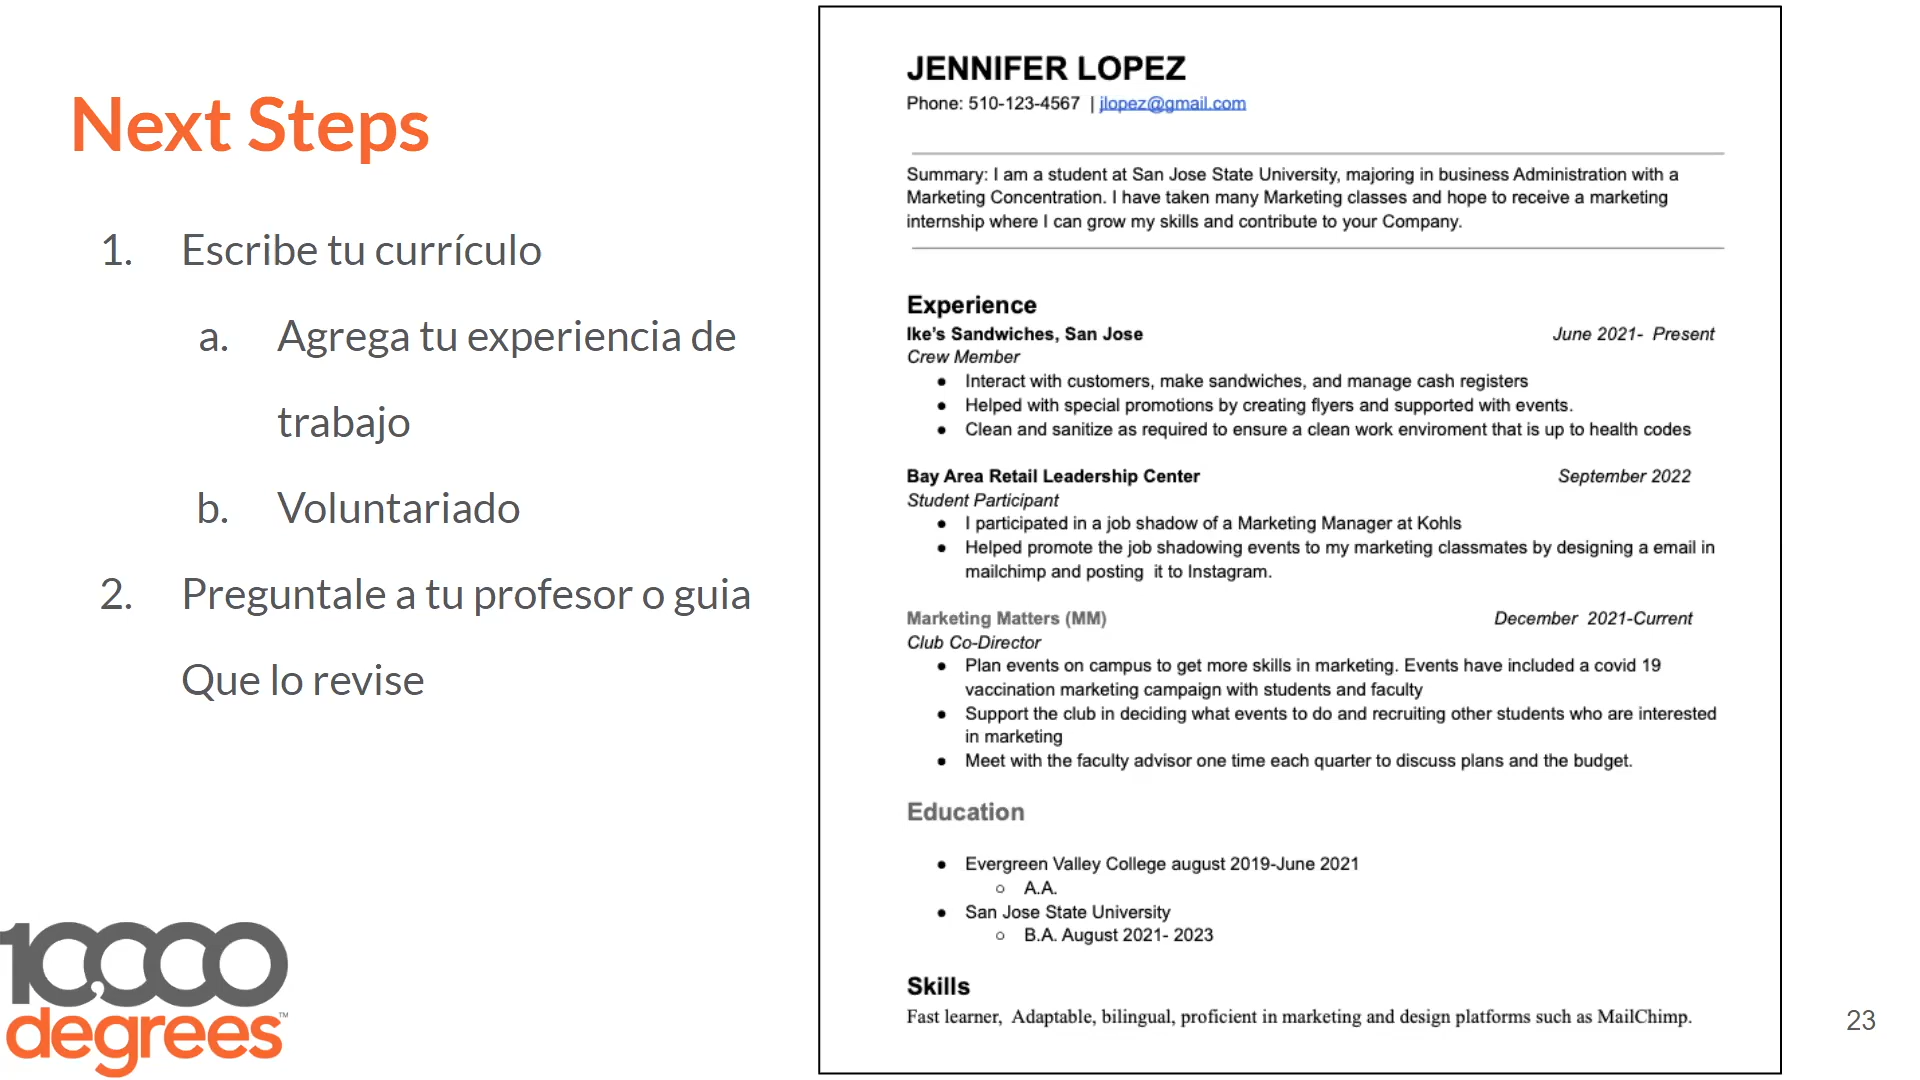 Next Steps
1. Escribe tu currículo
a. Agrega tu experiencia de
trabajo
b. Voluntariado
2. Preguntale a tu profesor o guia
Que lo revise
10,000
degrees™
JENNIFER LOPEZ
Phone: 510-123-4567 | jlopez@gmail.com
Summary: I am a student at San Jose State University, majoring in business Administration with a
Marketing Concentration. I have taken many Marketing classes and hope to receive a marketing
internship where I can grow my skills and contribute to your Company.
Experience
Ike's Sandwiches, San Jose June 2021- Present
Crew Member
● Interact with customers, make sandwiches, and manage cash registers
● Helped with special promotions by creating flyers and supported with events.
● Clean and sanitize as required to ensure a clean work enviroment that is up to health codes
Bay Area Retail Leadership Center September 2022
Student Participant
● I participated in a job shadow of a Marketing Manager at Kohls
● Helped promote the job shadowing events to my marketing classmates by designing a email in
mailchimp and posting it to Instagram.
Marketing Matters (MM) December 2021-Current
Club Co-Director
● Plan events on campus to get more skills in marketing. Events have included a covid 19
vaccination marketing campaign with students and faculty
● Support the club in deciding what events to do and recruiting other students who are interested
in marketing
● Meet with the faculty advisor one time each quarter to discuss plans and the budget.
Education
● Evergreen Valley College august 2019-June 2021
○ A.A.
● San Jose State University
○ B.A. August 2021- 2023
Skills
Fast learner, Adaptable, bilingual, proficient in marketing and design platforms such as MailChimp.
23